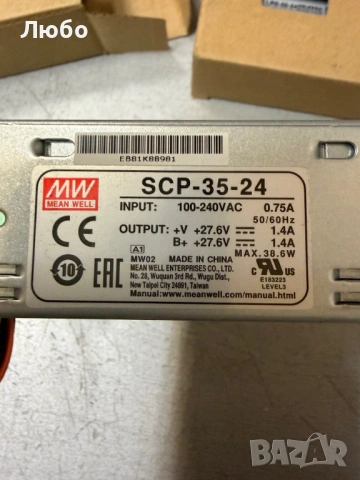 Любо
EB81K88981
MW
MEAN WELL
SCP-35-24
INPUT: 100-240VAC 0.75A
50/60Hz
OUTPUT: +V +27.6V 1.4A
B+ +27.6V 1.4A
MAX.38.6W
A1
MW02 MADE IN CHINA
MEAN WELL ENTERPRISES CO., LTD.
No. 28, Wuquan 3rd Rd., Wugu Dist.,
New Taipei City 24891, Taiwan
Manual:www.meanwell.com/manual.html
CE
10
EAC
c RU us
E183223
LEVEL3
BAZAR
bg